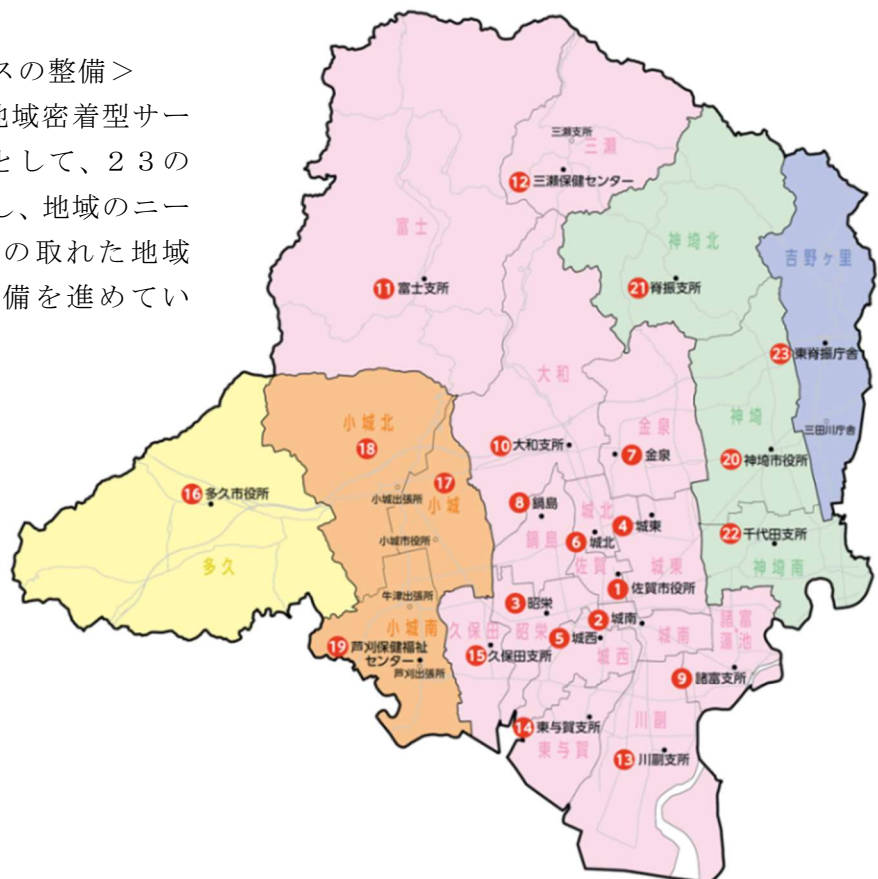 スの整備＞
地域密着型サー
として、２３の
し、地域のニー
の取れた地域
備を進めてい
三瀬支所
三瀬
12 三瀬保健センター
富士
神埼北
吉野ヶ里
11 富士支所
21 脊振支所
23 東脊振庁舎
大和
小城北
18
金泉
神埼
三田川庁舎
10 大和支所
7 金泉
20 神埼市役所
17
小城
16 多久市役所
小城出張所
8 鍋島
城北
4 城東
22 千代田支所
小城市役所
鍋島
6 城北
多久
佐賀
城東
神埼南
1 佐賀市役所
牛津出張所
3 昭栄
2 城南
諸富
蓮池
小城南
久保田
昭栄
5 城西
城南
19 芦刈保健福祉
センター
芦刈出張所
15 久保田支所
城西
9 諸富支所
14 東与賀支所
川副
東与賀
13 川副支所